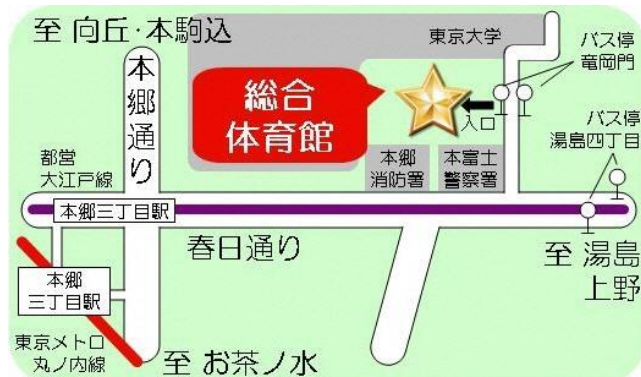 至 向丘・本駒込
東京大学
バス停
竜岡門
本郷通り
総合
体育館
入口
バス停
湯島四丁目
都営
大江戸線
本郷
消防署
本富士
警察署
本郷三丁目駅
春日通り
至 湯島
上野
本郷
三丁目駅
東京メトロ
丸ノ内線
至 お茶ノ水